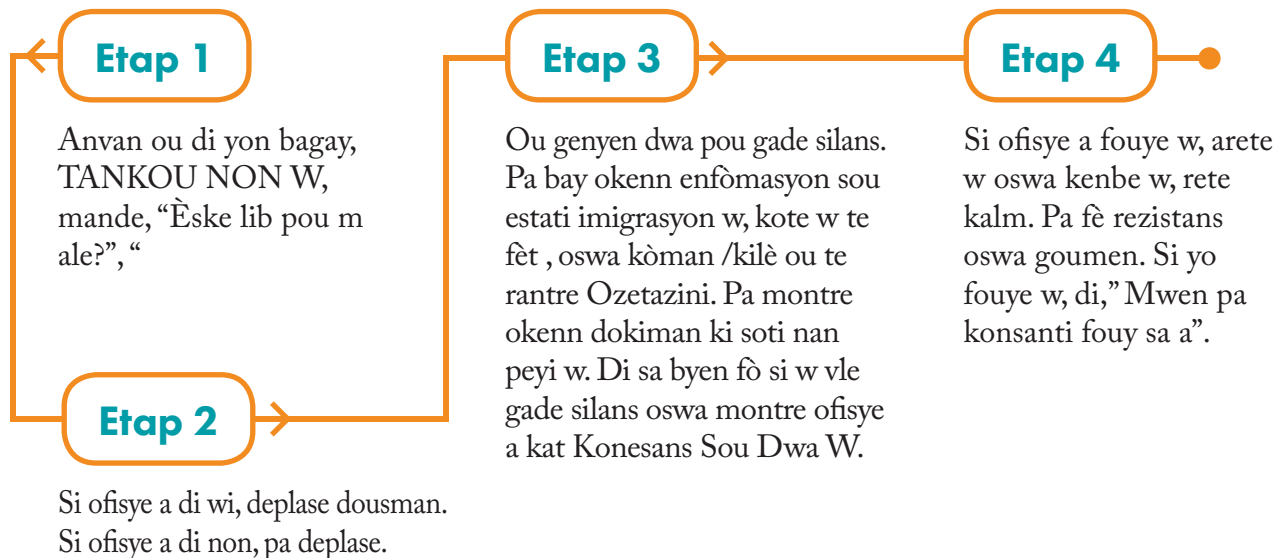 Etap 1
Anvan ou di yon bagay,
TANKOU NON W,
mande, “Èske lib pou m
ale?”, “
Etap 2
Si ofisye a di wi, deplase dousman.
Si ofisye a di non, pa deplase.
Etap 3
Ou genyen dwa pou gade silans.
Pa bay okenn enfòmasyon sou
estati imigrasyon w, kote w te
fèt , oswa kòman /kilè ou te
rantre Ozetazini. Pa montre
okenn dokiman ki soti nan
peyi w. Di sa byen fò si w vle
gade silans oswa montre ofisye
a kat Konesans Sou Dwa W.
Etap 4
Si ofisye a fouye w, arete
w oswa kenbe w, rete
kalm. Pa fè rezistans
oswa goumen. Si yo
fouye w, di,” Mwen pa
konsanti fouy sa a”.